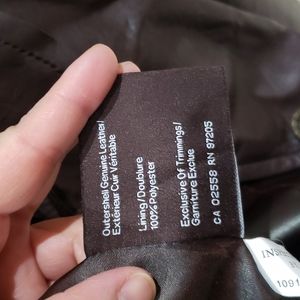 Outershell Genuine Leather/
Extérieur Cuir Véritable
Lining/Doublure
100% Polyester
Exclusive Of Trimmings/
Garniture Exclue
CA 02558 RN 97205
1091